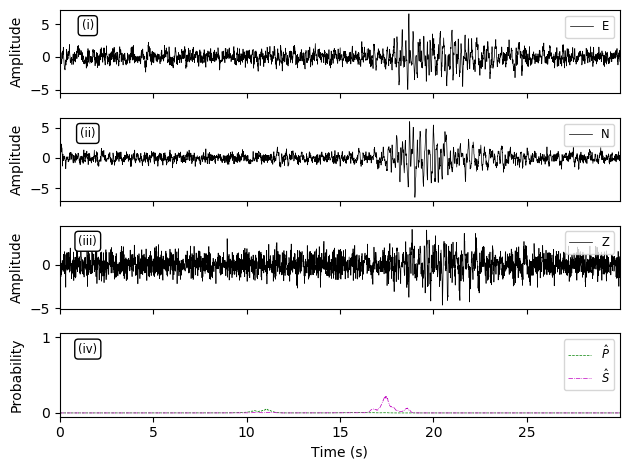 (i)
E
Amplitude
5
0
−5
(ii)
N
Amplitude
5
0
−5
(iii)
Z
Amplitude
0
−5
(iv)
P̂
Ŝ
Probability
1
0
0 5 10 15 20 25
Time (s)